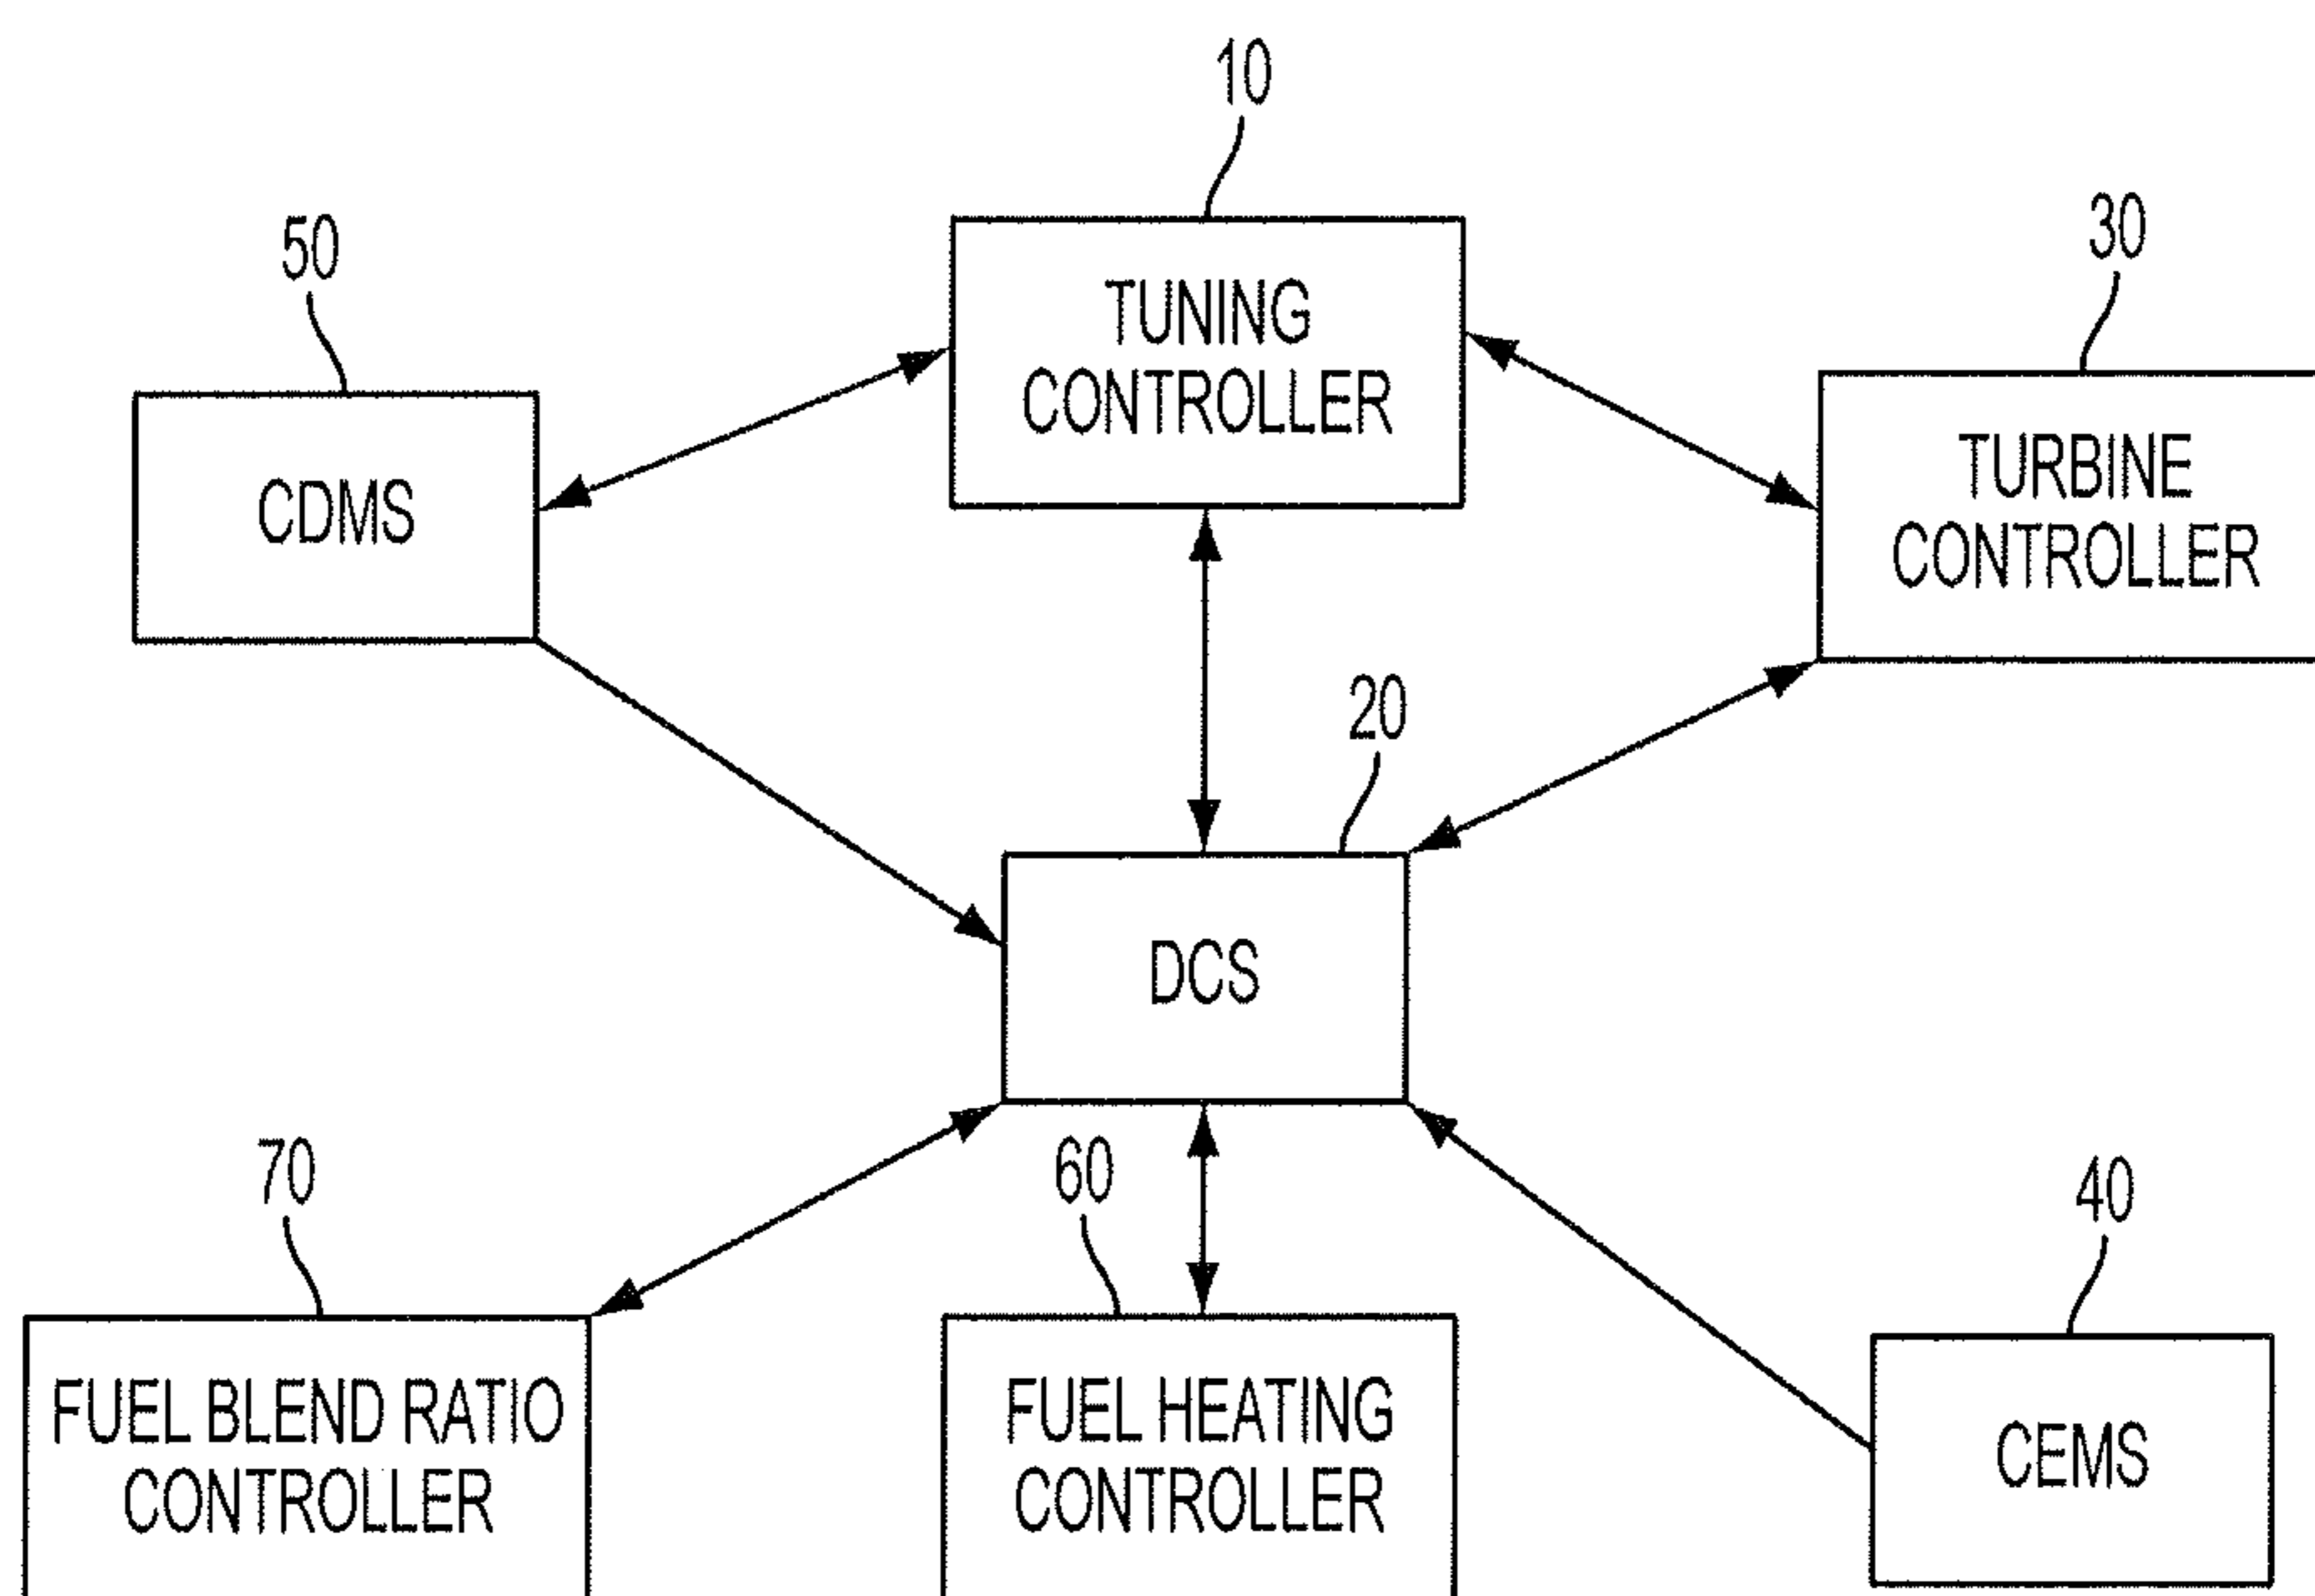 10
50
30
TUNING
CONTROLLER
CDMS
TURBINE
CONTROLLER
20
DCS
70
60
40
FUEL BLEND RATIO
CONTROLLER
FUEL HEATING
CONTROLLER
CEMS